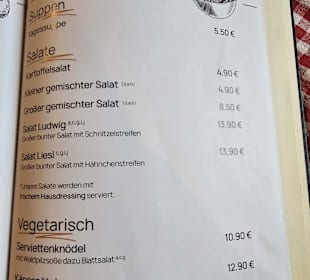 Suppen
Tagessuppe 5.50 €
Salate
Kartoffelsalat 4.90 €
Kleiner gemischter Salat 4.90 €
Großer gemischter Salat 8.50 €
Salat Ludwig 13.90 €
Großer bunter Salat mit Schnitzelstreifen
Salat Liesl 13.90 €
Großer bunter Salat mit Hähnchenstreifen
*Unsere Salate werden mit
frischem Hausdressing serviert.
Vegetarisch
Serviettenknödel 10.90 €
mit Waldpilzsoße dazu Blattsalat
12.90 €